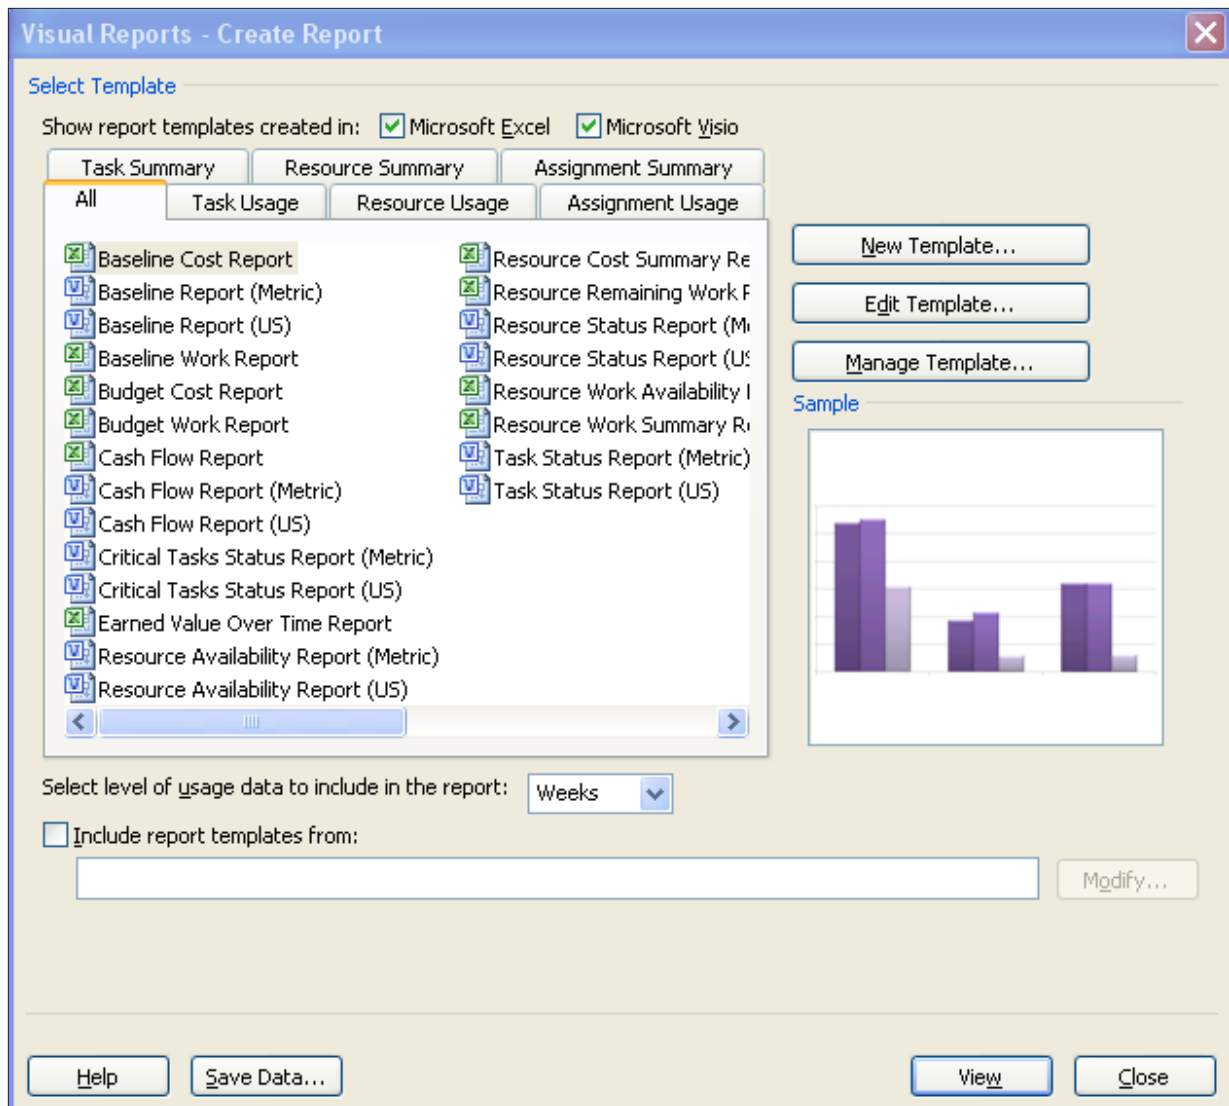 Visual Reports - Create Report
Select Template
Show report templates created in: Microsoft Excel Microsoft Visio
Task Summary Resource Summary Assignment Summary
All Task Usage Resource Usage Assignment Usage
Baseline Cost Report
Baseline Report (Metric)
Baseline Report (US)
Baseline Work Report
Budget Cost Report
Budget Work Report
Cash Flow Report
Cash Flow Report (Metric)
Cash Flow Report (US)
Critical Tasks Status Report (Metric)
Critical Tasks Status Report (US)
Earned Value Over Time Report
Resource Availability Report (Metric)
Resource Availability Report (US)
Resource Cost Summary Re
Resource Remaining Work
Resource Status Report (M
Resource Status Report (US
Resource Work Availability
Resource Work Summary R
Task Status Report (Metric)
Task Status Report (US)
New Template...
Edit Template...
Manage Template...
Sample
Select level of usage data to include in the report: Weeks
Include report templates from:
Modify...
Help Save Data... View Close